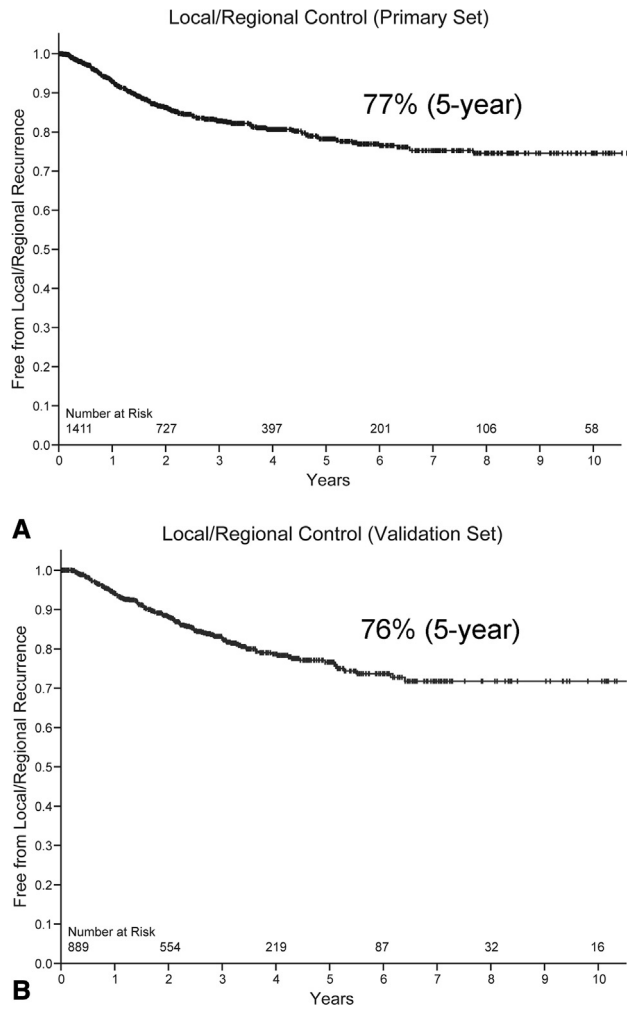 Local/Regional Control (Primary Set)
Free from Local/Regional Recurrence
1.0
0.9
0.8
0.7
0.6
0.5
0.4
0.3
0.2
0.1
0.0
77% (5-year)
Number at Risk
1411 727 397 201 106 58
0 1 2 3 4 5 6 7 8 9 10
Years
A
Local/Regional Control (Validation Set)
Free from Local/Regional Recurrence
1.0
0.9
0.8
0.7
0.6
0.5
0.4
0.3
0.2
0.1
0.0
76% (5-year)
Number at Risk
889 554 219 87 32 16
0 1 2 3 4 5 6 7 8 9 10
Years
B